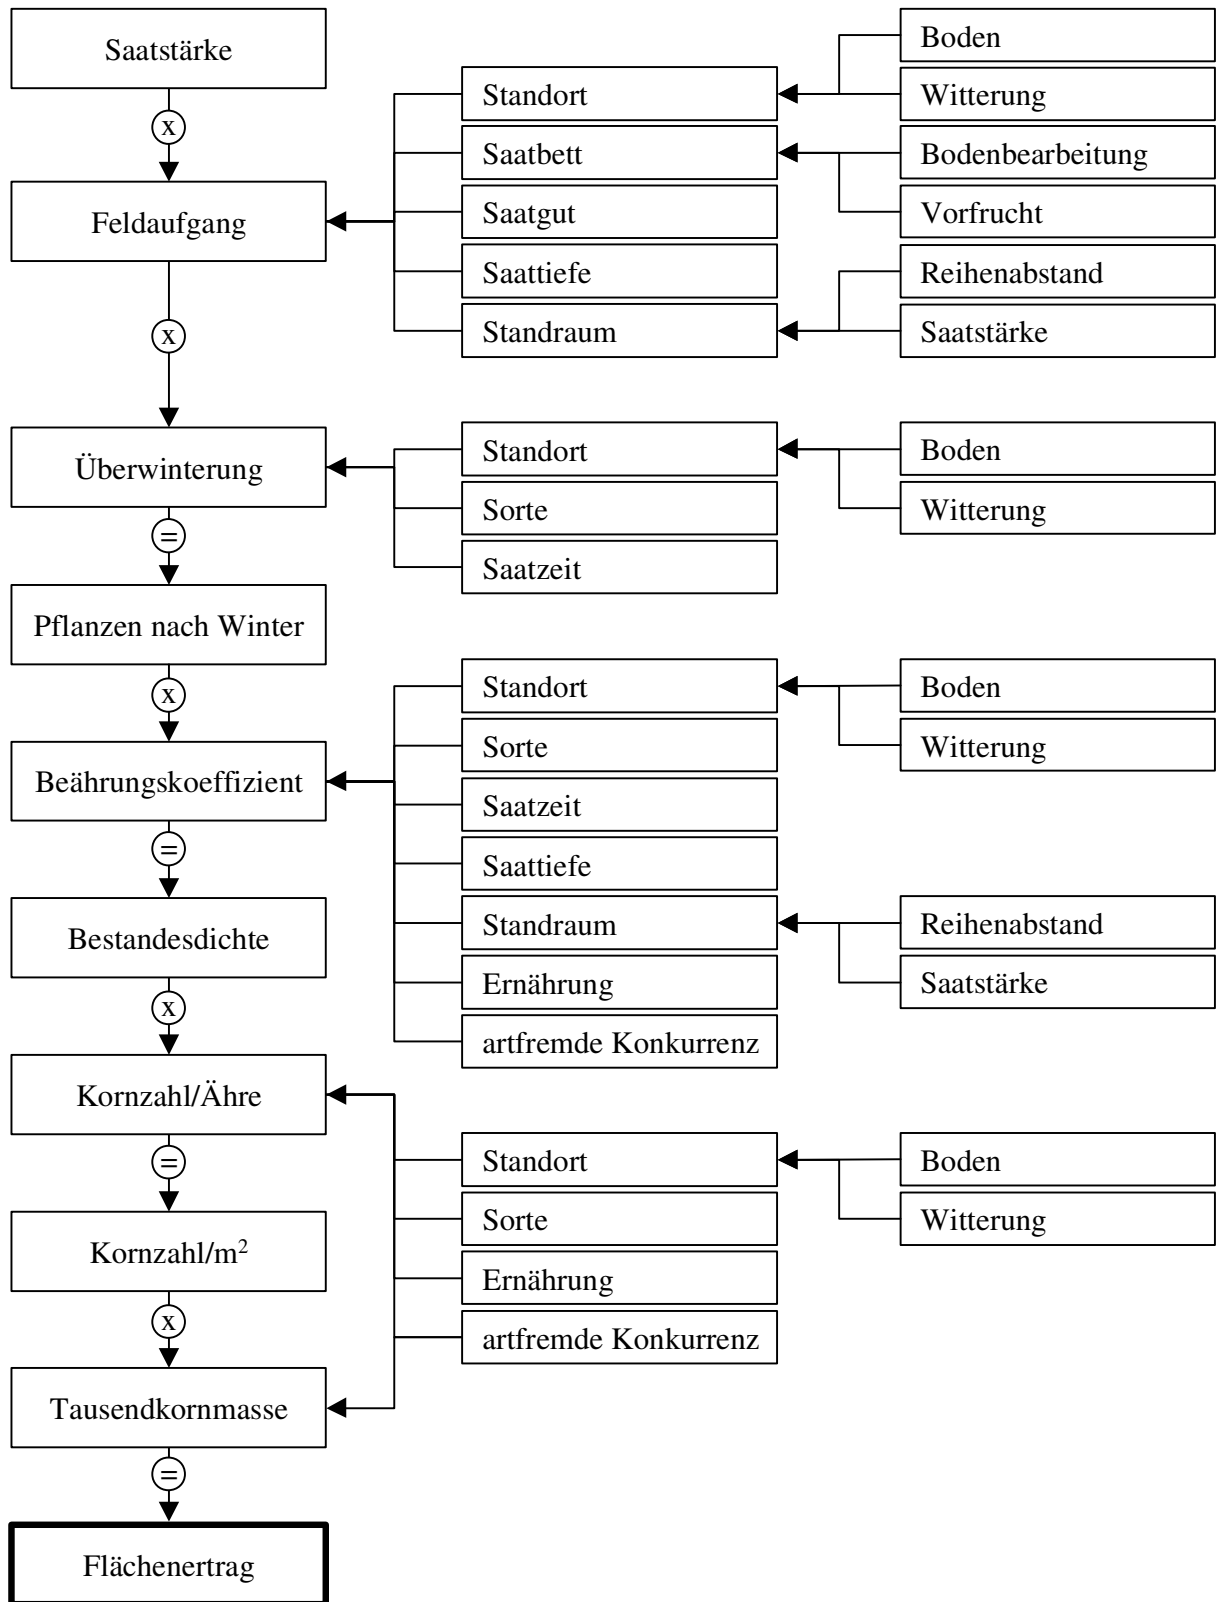 Saatstärke
x
Feldaufgang
x
Überwinterung
=
Pflanzen nach Winter
x
Beährungskoeffizient
=
Bestandesdichte
x
Kornzahl/Ähre
=
Kornzahl/m²
x
Tausendkornmasse
=
Flächenertrag
Standort
Saatbett
Saatgut
Saattiefe
Standraum
Boden
Witterung
Bodenbearbeitung
Vorfrucht
Reihenabstand
Saatstärke
Standort
Sorte
Saatzeit
Boden
Witterung
Standort
Sorte
Saatzeit
Saattiefe
Standraum
Ernährung
artfremde Konkurrenz
Boden
Witterung
Reihenabstand
Saatstärke
Standort
Sorte
Ernährung
artfremde Konkurrenz
Boden
Witterung